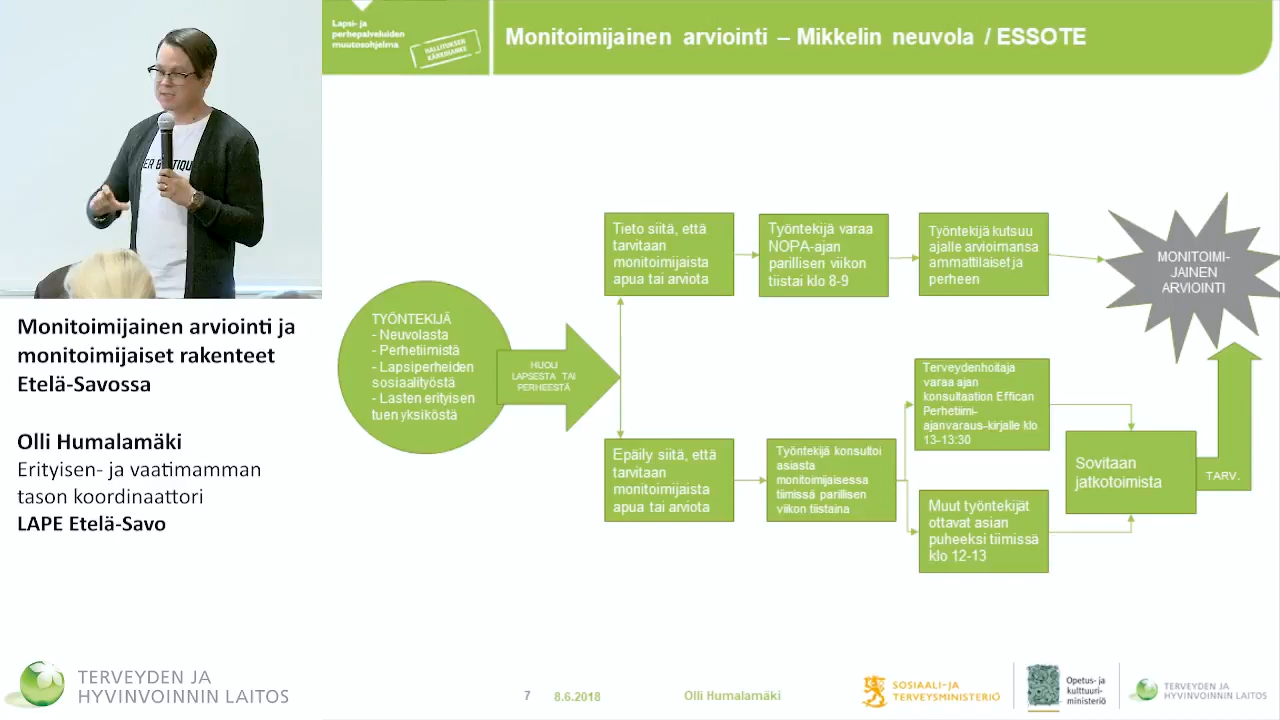 Lapsi- ja
perhepalveluiden
muutosohjelma
HALLITUKSEN
KÄRKIHANKE
Monitoimijainen arviointi – Mikkelin neuvola / ESSOTE
Monitoimijainen arviointi ja
monitoimijaiset rakenteet
Etelä-Savossa
Olli Humalamäki
Erityisen- ja vaatimamman
tason koordinaattori
LAPE Etelä-Savo
TYÖNTEKIJÄ
- Neuvolasta
- Perhetiimistä
- Lapsiperheiden
sosiaalityöstä
- Lasten erityisen
tuen yksiköstä
HUOLI
LAPSESTA TAI
PERHEESTÄ
Tieto siitä, että
tarvitaan
monitoimijaista
apua tai arviota
Työntekijä varaa
NOPA-ajan
parillisen viikon
tiistai klo 8-9
Työntekijä kutsuu
ajalle arvioimansa
ammattilaiset ja
perheen
MONITOIMI-
JAINEN
ARVIOINTI
Epäily siitä, että
tarvitaan
monitoimijaista
apua tai arviota
Työntekijä konsultoi
asiasta
monitoimijaisessa
tiimissä parillisen
viikon tiistaina
Terveydenhoitaja
varaa ajan
konsultaation Effican
Perhetiimi-
ajanvaraus-kirjalle klo
13-13:30
Muut työntekijät
ottavat asian
puheeksi tiimissä
klo 12-13
Sovitaan
jatkotoimista
TARV.
TERVEYDEN JA
HYVINVOINNIN LAITOS
7
8.6.2018
Olli Humalamäki
SOSIAALI- JA
TERVEYSMINISTERIÖ
Opetus- ja
kulttuuri-
ministeriö
TERVEYDEN JA
HYVINVOINNIN LAITOS